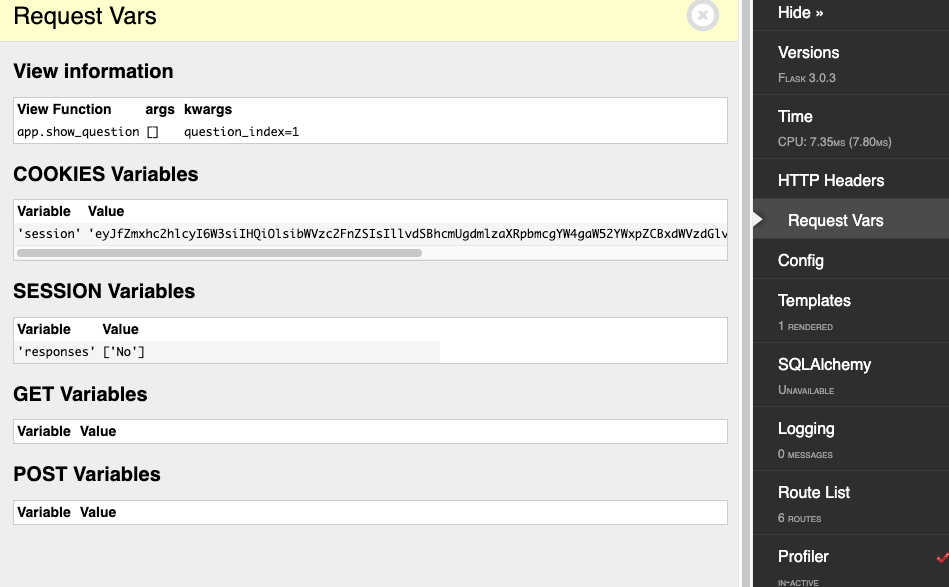 Request Vars
View information
View Function args kwargs
app.show_question [] question_index=1
COOKIES Variables
Variable Value
'session' 'eyJfZmxhc2hlcyI6W3siIHQiOlsibWVzc2FnZSIsIllvdSBhcmUgdmlzaXRpbmcgYW4gaW52YWxpZCBxdWVzdGlv
SESSION Variables
Variable Value
'responses' ['No']
GET Variables
Variable Value
POST Variables
Variable Value
Hide »
Versions
Flask 3.0.3
Time
CPU: 7.35ms (7.80ms)
HTTP Headers
Request Vars
Config
Templates
1 rendered
SQLAlchemy
Unavailable
Logging
0 messages
Route List
6 routes
Profiler
in-active